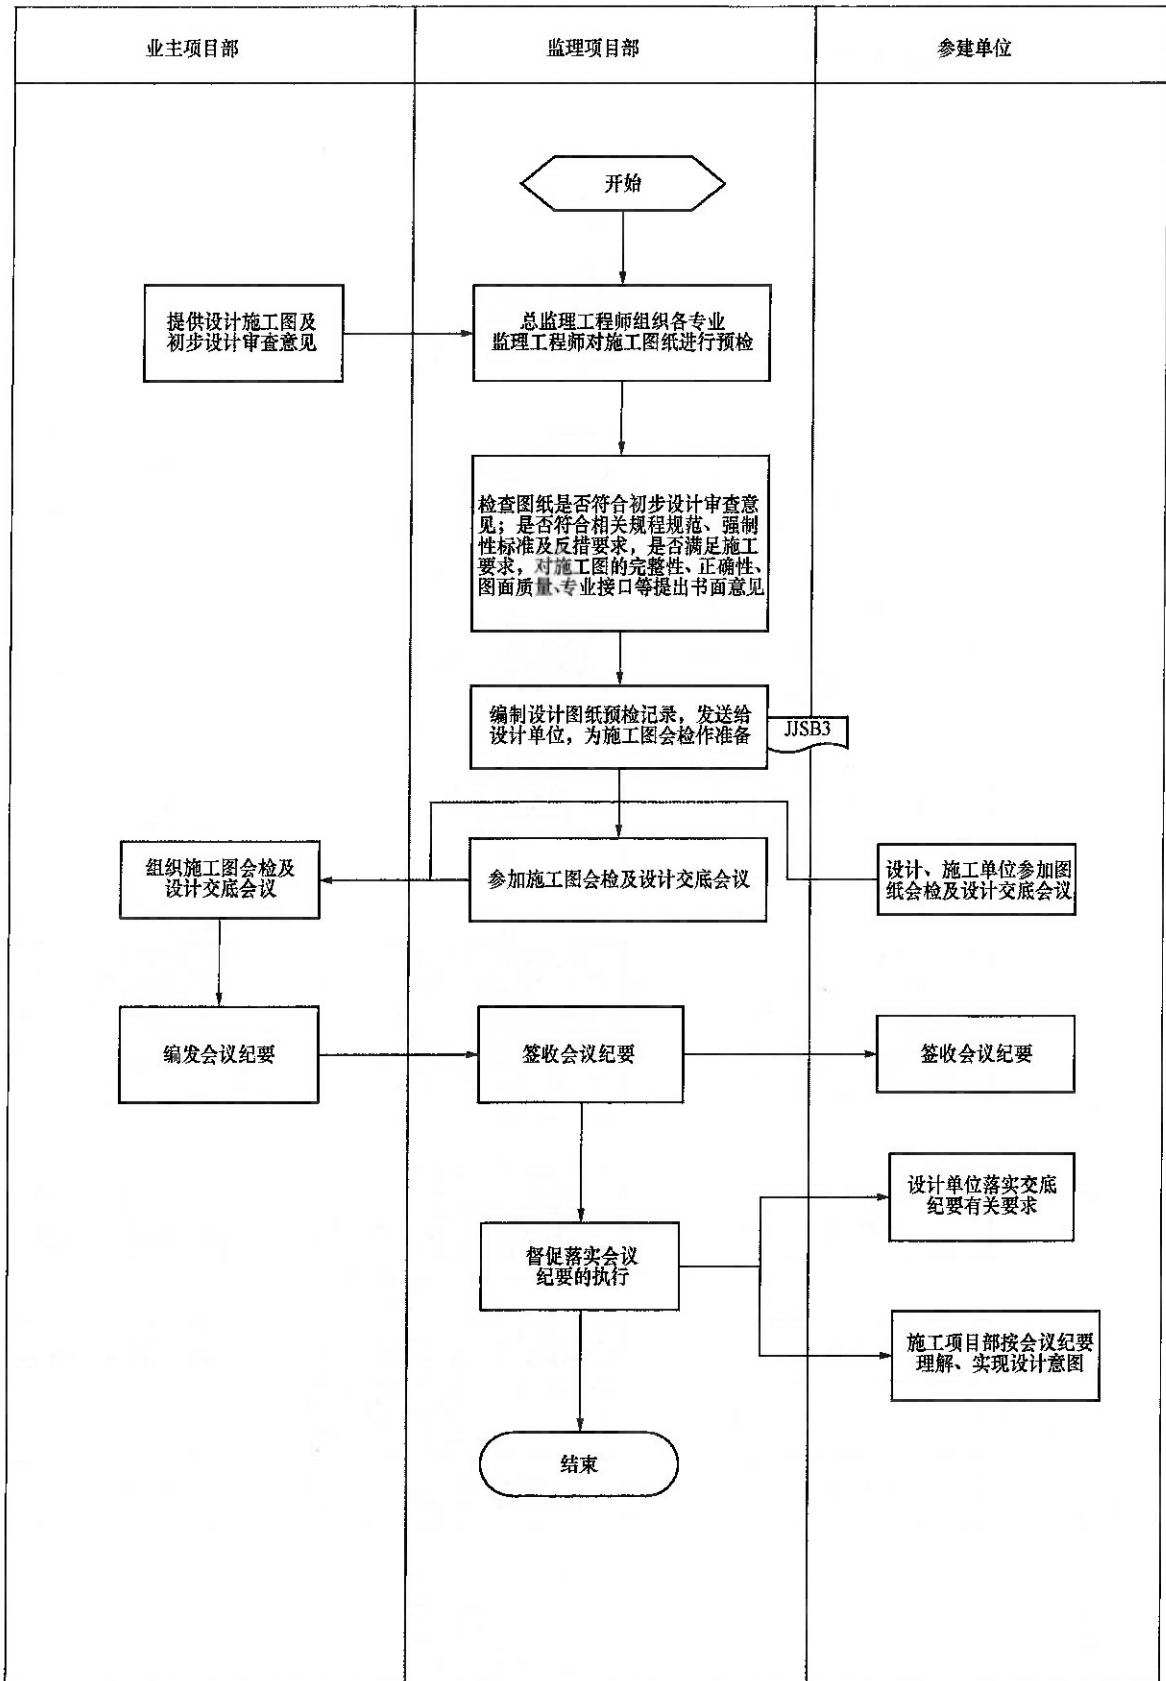 业主项目部
监理项目部
参建单位
开始
提供设计施工图及
初步设计审查意见
总监理工程师组织各专业
监理工程师对施工图纸进行预检
检查图纸是否符合初步设计审查意
见；是否符合相关规程规范、强制
性标准及反措要求，是否满足施工
要求，对施工图的完整性、正确性、
图面质量、专业接口等提出书面意见
编制设计图纸预检记录，发送给
设计单位，为施工图会检作准备
JJSB3
组织施工图会检及
设计交底会议
参加施工图会检及设计交底会议
设计、施工单位参加图
纸会检及设计交底会议
编发会议纪要
签收会议纪要
签收会议纪要
设计单位落实交底
纪要有关要求
督促落实会议
纪要的执行
施工项目部按会议纪要
理解、实现设计意图
结束